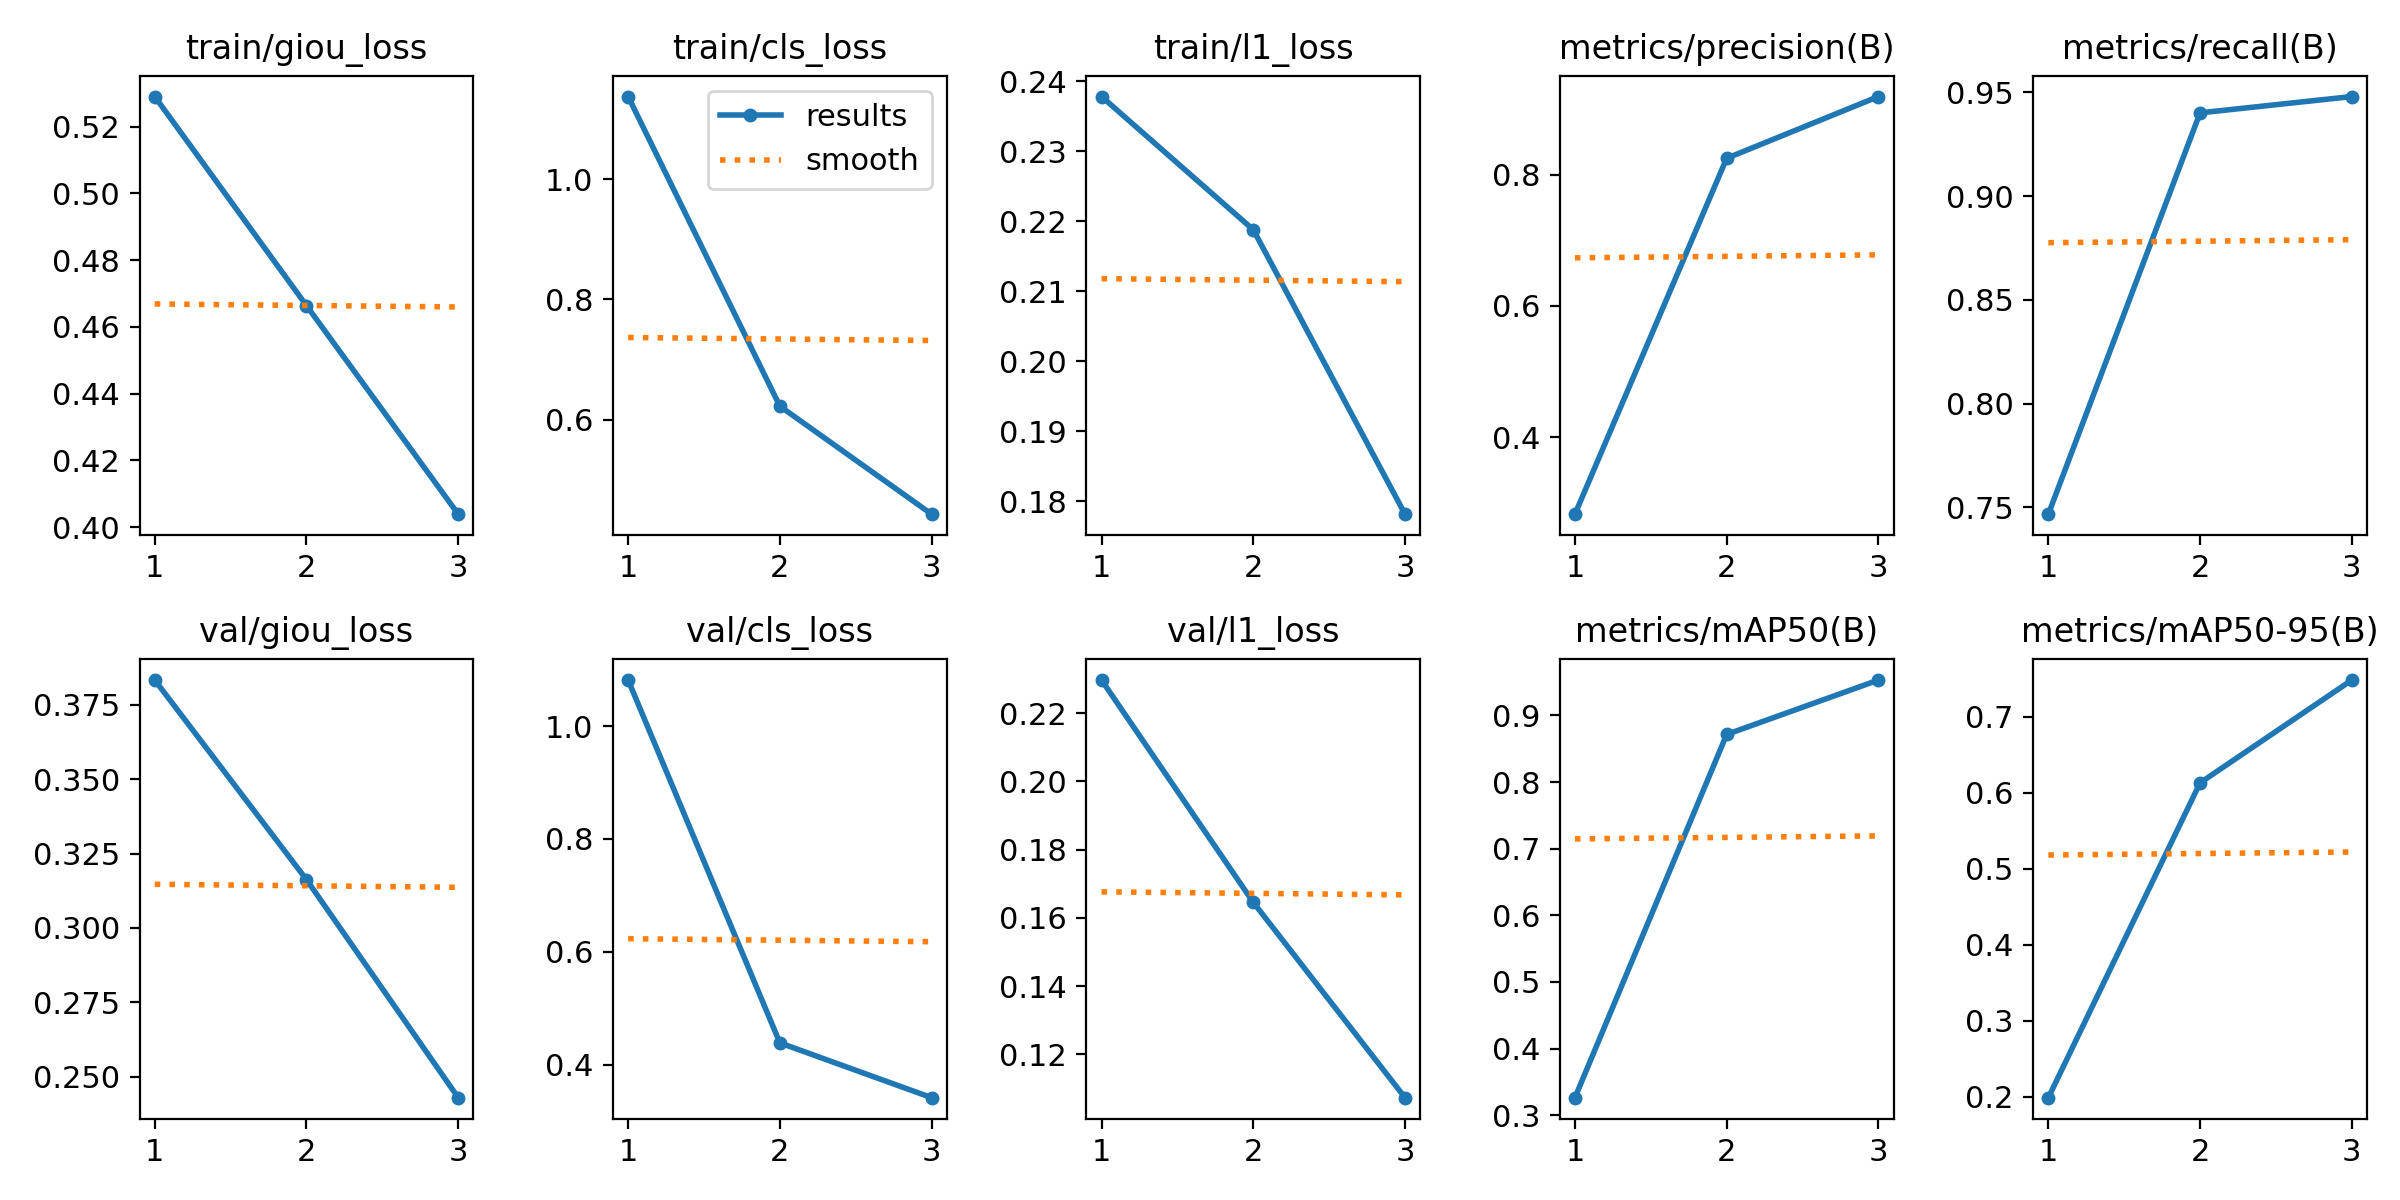 train/giou_loss
0.52
0.50
0.48
0.46
0.44
0.42
0.40
1 2 3
train/cls_loss
results
smooth
1.0
0.8
0.6
1 2 3
train/l1_loss
0.24
0.23
0.22
0.21
0.20
0.19
0.18
1 2 3
metrics/precision(B)
0.8
0.6
0.4
1 2 3
metrics/recall(B)
0.95
0.90
0.85
0.80
0.75
1 2 3
val/giou_loss
0.375
0.350
0.325
0.300
0.275
0.250
1 2 3
val/cls_loss
1.0
0.8
0.6
0.4
1 2 3
val/l1_loss
0.22
0.20
0.18
0.16
0.14
0.12
1 2 3
metrics/mAP50(B)
0.9
0.8
0.7
0.6
0.5
0.4
0.3
1 2 3
metrics/mAP50-95(B)
0.7
0.6
0.5
0.4
0.3
0.2
1 2 3